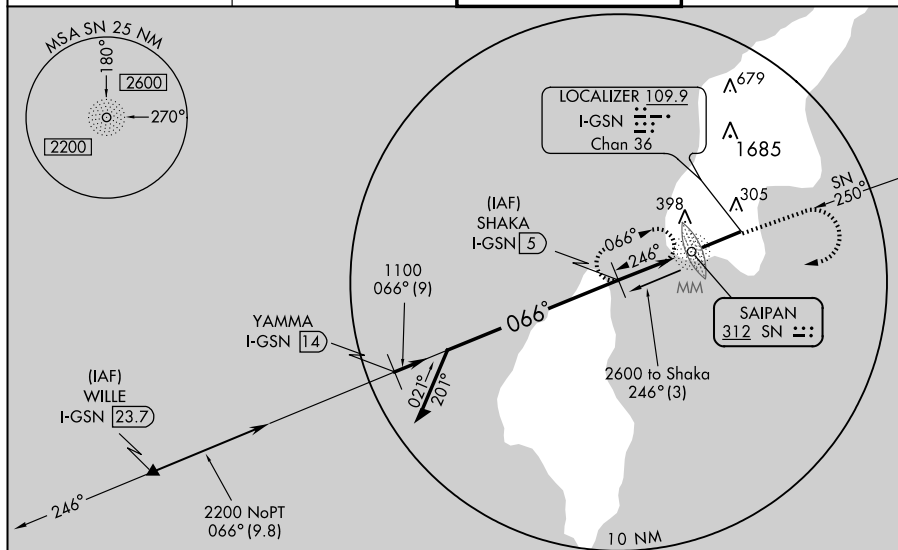 MSA SN 25 NM
180°
2600
270°
2200
LOCALIZER 109.9
I-GSN
Chan 36
679
1685
305
398
SN
250°
(IAF)
SHAKA
I-GSN 5
066°
246°
MM
SAIPAN
312 SN
1100
066° (9)
YAMMA
I-GSN 14
066°
2600 to Shaka
246° (3)
021°
201°
(IAF)
WILLE
I-GSN 23.7
246°
2200 NoPT
066° (9.8)
10 NM